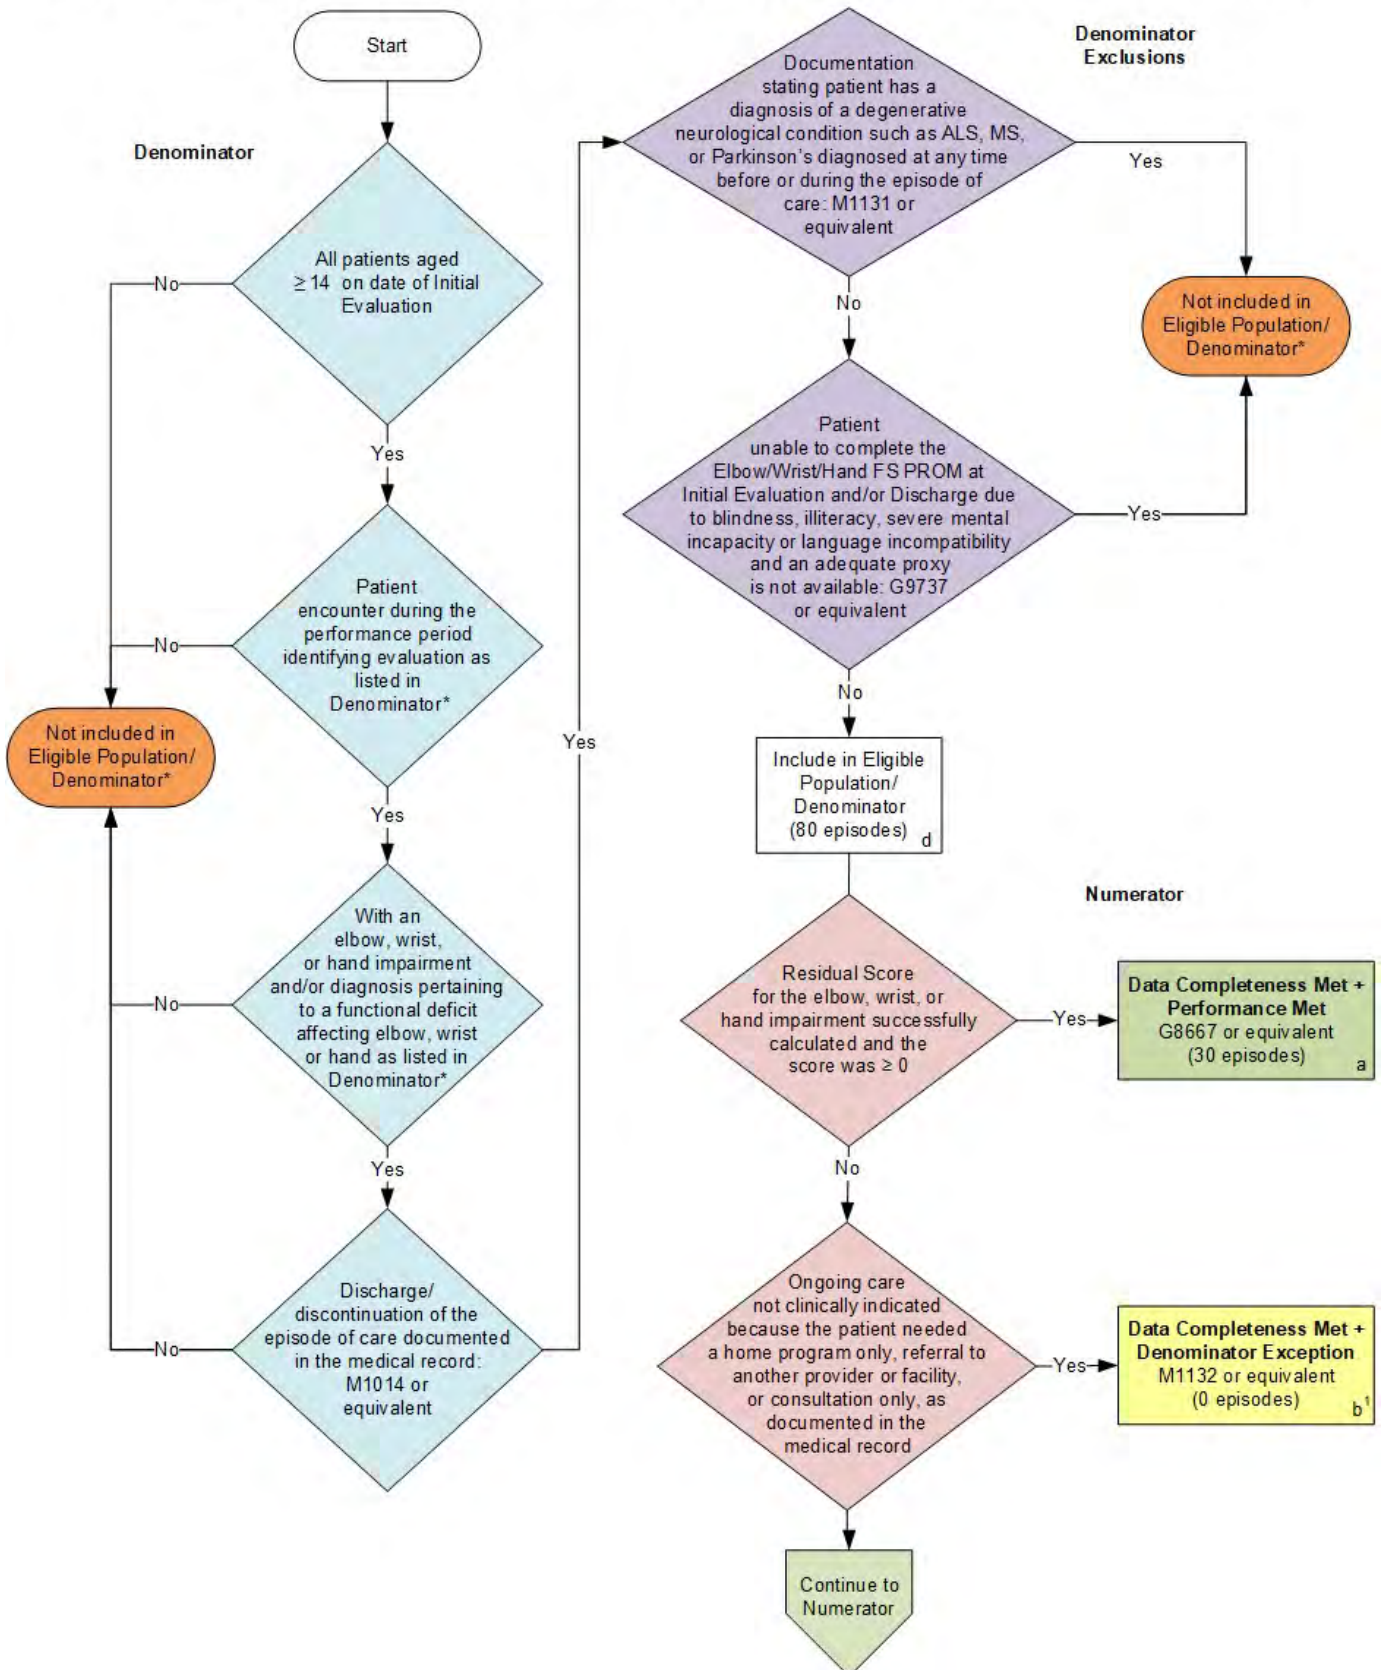 Start
Denominator
All patients aged
≥ 14 on date of Initial
Evaluation
No
Yes
Patient
encounter during the
performance period
identifying evaluation as
listed in
Denominator*
No
Not included in
Eligible Population/
Denominator*
Yes
With an
elbow, wrist,
or hand impairment
and/or diagnosis pertaining
to a functional deficit
affecting elbow, wrist
or hand as listed in
Denominator*
No
Yes
Discharge/
discontinuation of the
episode of care documented
in the medical record:
M1014 or
equivalent
No
Yes
Denominator
Exclusions
Documentation
stating patient has a
diagnosis of a degenerative
neurological condition such as ALS, MS,
or Parkinson's diagnosed at any time
before or during the episode of
care: M1131 or
equivalent
Yes
No
Not included in
Eligible Population/
Denominator*
Patient
unable to complete the
Elbow/Wrist/Hand FS PROM at
Initial Evaluation and/or Discharge due
to blindness, illiteracy, severe mental
incapacity or language incompatibility
and an adequate proxy
is not available: G9737
or equivalent
Yes
No
Include in Eligible
Population/
Denominator
(80 episodes)
d
Numerator
Residual Score
for the elbow, wrist, or
hand impairment successfully
calculated and the
score was ≥ 0
Yes
Data Completeness Met +
Performance Met
G8667 or equivalent
(30 episodes)
a
No
Ongoing care
not clinically indicated
because the patient needed
a home program only, referral to
another provider or facility,
or consultation only, as
documented in the
medical record
Yes
Data Completeness Met +
Denominator Exception
M1132 or equivalent
(0 episodes)
b¹
Continue to
Numerator